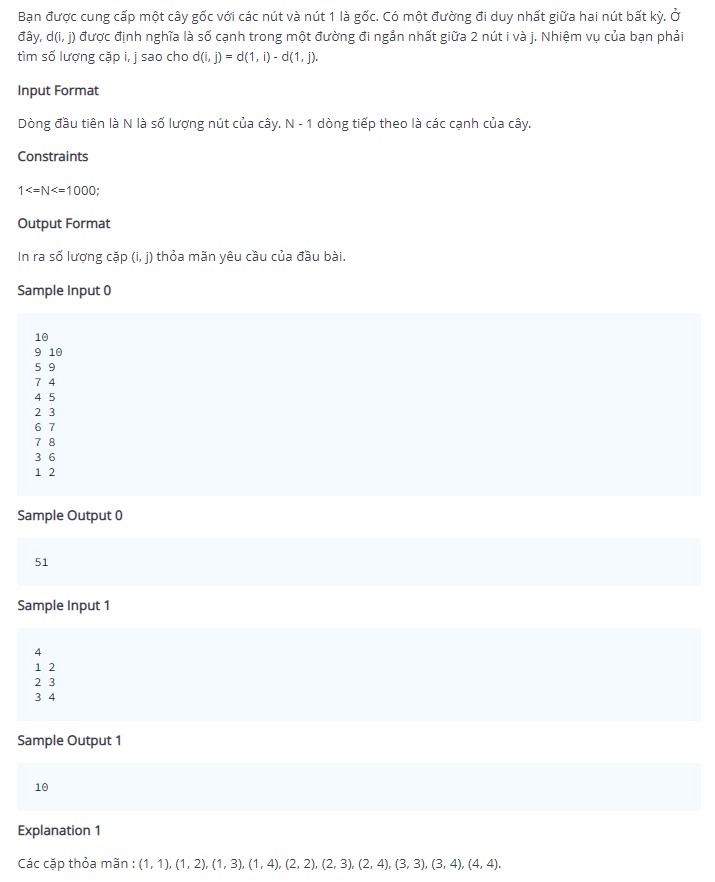 Bạn được cung cấp một cây gốc với các nút và nút 1 là gốc. Có một đường đi duy nhất giữa hai nút bất kỳ. Ở
đây, d(i, j) được định nghĩa là số cạnh trong một đường đi ngắn nhất giữa 2 nút i và j. Nhiệm vụ của bạn phải
tìm số lượng cặp i, j sao cho d(i, j) = d(1, i) - d(1, j).
Input Format
Dòng đầu tiên là N là số lượng nút của cây. N - 1 dòng tiếp theo là các cạnh của cây.
Constraints
1<=N<=1000;
Output Format
In ra số lượng cặp (i, j) thỏa mãn yêu cầu của đầu bài.
Sample Input 0
10
9 10
5 9
7 4
4 5
2 3
6 7
7 8
3 6
1 2
Sample Output 0
51
Sample Input 1
4
1 2
2 3
3 4
Sample Output 1
10
Explanation 1
Các cặp thỏa mãn : (1, 1), (1, 2), (1, 3), (1, 4), (2, 2), (2, 3), (2, 4), (3, 3), (3, 4), (4, 4).